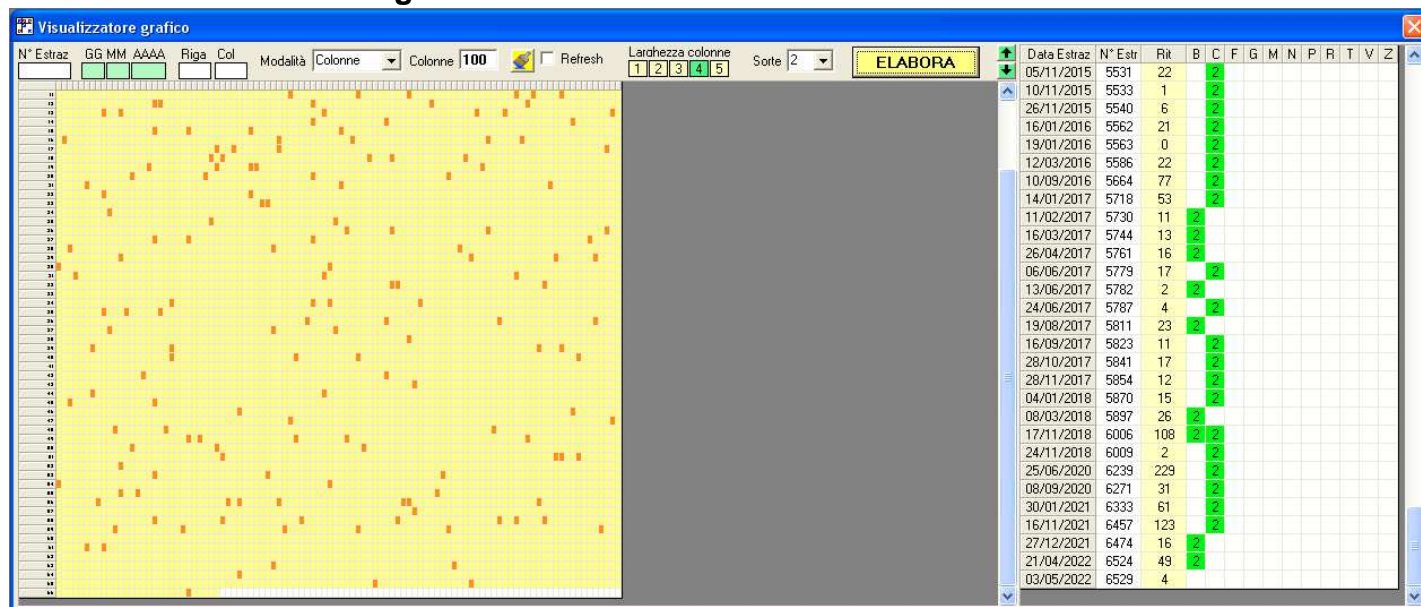 Visualizzatore grafico
N° Estraz GG MM AAAA Riga Col Modalità Colonne Colonne 100 Refresh Larghezza colonne 1 2 3 4 5 Sorte 2 ELABORA
Data Estraz N° Estr Rit B C F G M N P R T V Z
05/11/2015 5531 22 2
10/11/2015 5533 1 2
26/11/2015 5540 6 2
16/01/2016 5562 21 2
19/01/2016 5563 0 2
12/03/2016 5586 22 2
10/09/2016 5664 77 2
14/01/2017 5718 53 2
11/02/2017 5730 11 2
16/03/2017 5744 13 2
26/04/2017 5761 16 2
06/06/2017 5779 17 2
13/06/2017 5782 2 2
24/06/2017 5787 4 2
19/08/2017 5811 23 2
16/09/2017 5823 11 2
28/10/2017 5841 17 2
28/11/2017 5854 12 2
04/01/2018 5870 15 2
08/03/2018 5897 26 2
17/11/2018 6006 108 2 2
24/11/2018 6009 2 2
25/06/2020 6239 229 2
08/09/2020 6271 31 2
30/01/2021 6333 61 2
16/11/2021 6457 123 2
27/12/2021 6474 16 2
21/04/2022 6524 49 2
03/05/2022 6529 4